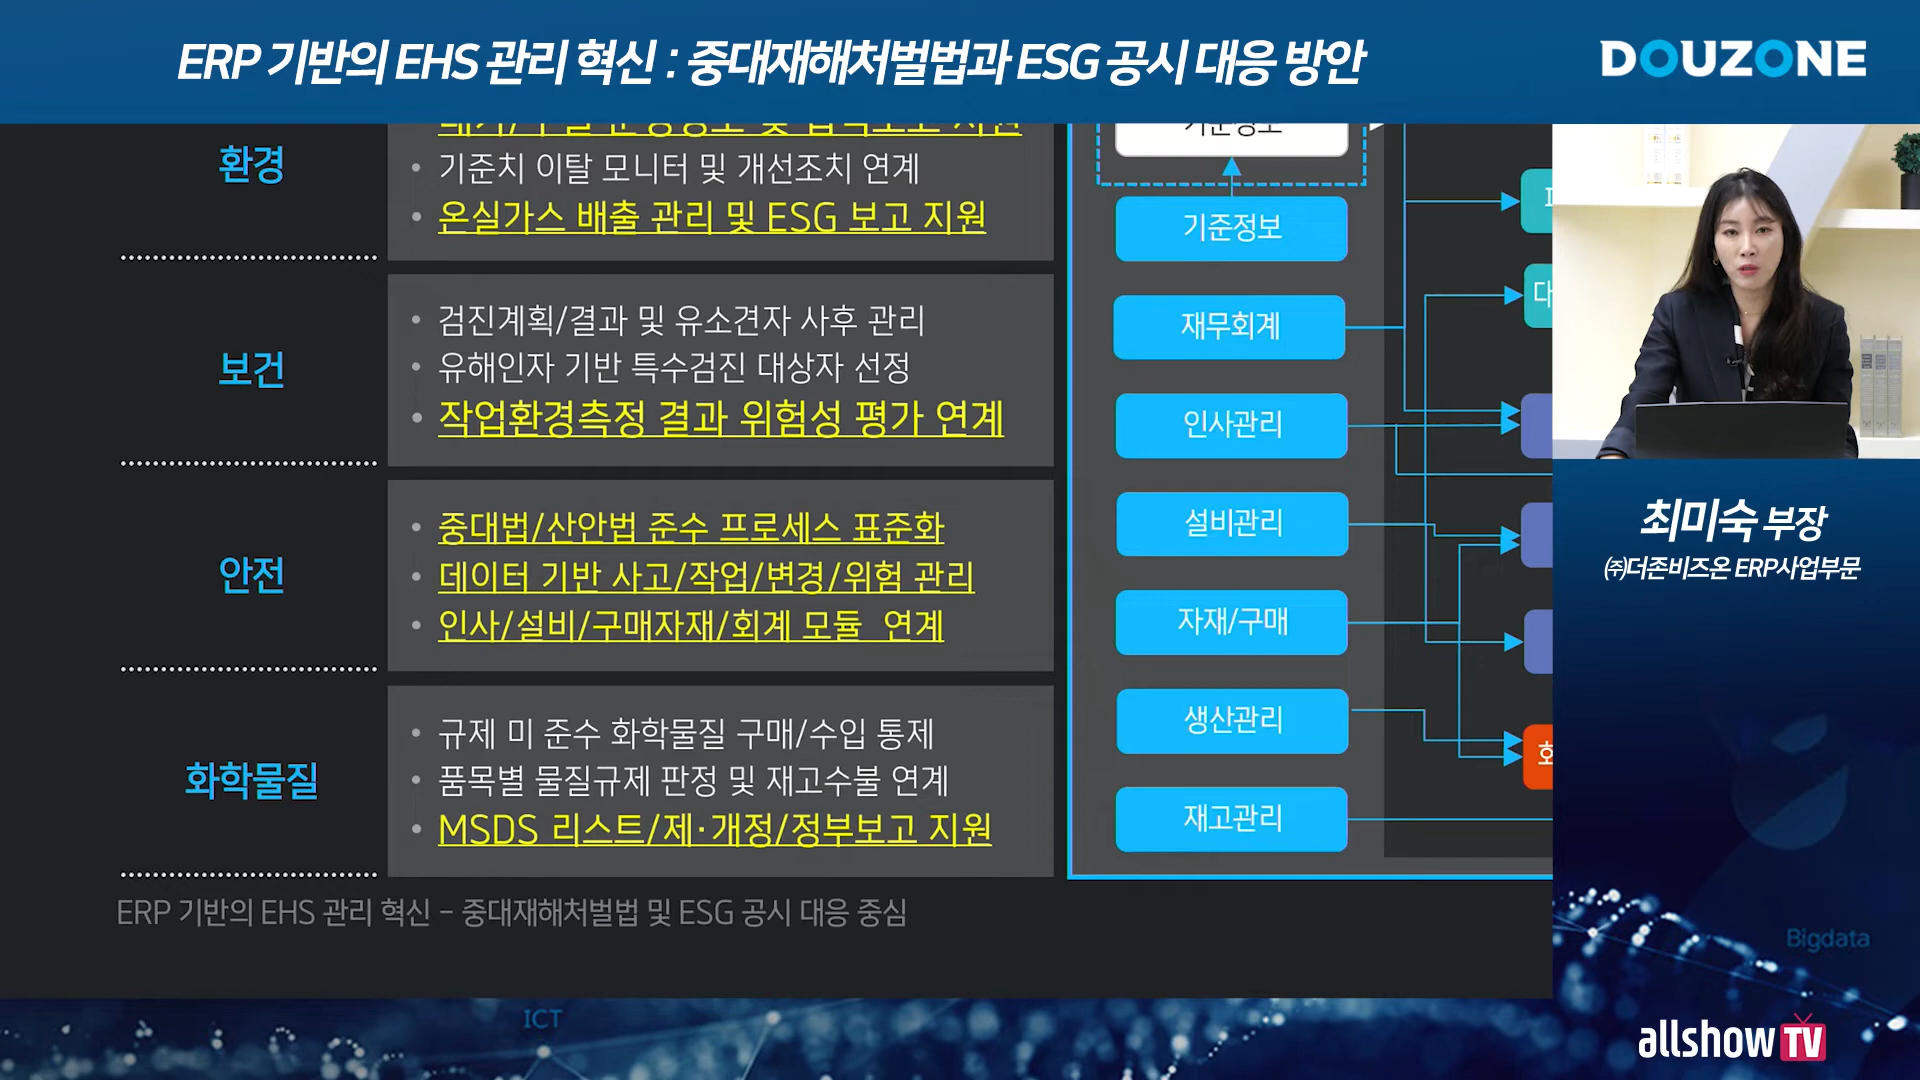 ERP 기반의 EHS 관리 혁신 : 중대재해처벌법과 ESG 공시 대응 방안
DOUZONE
환경
기준치 이탈 모니터 및 개선조치 연계
온실가스 배출 관리 및 ESG 보고 지원
보건
검진계획/결과 및 유소견자 사후 관리
유해인자 기반 특수검진 대상자 선정
작업환경측정 결과 위험성 평가 연계
안전
중대법/산안법 준수 프로세스 표준화
데이터 기반 사고/작업/변경/위험 관리
인사/설비/구매자재/회계 모듈 연계
화학물질
규제 미 준수 화학물질 구매/수입 통제
품목별 물질규제 판정 및 재고수불 연계
MSDS 리스트/제·개정/정부보고 지원
기준정보
기준정보
재무회계
인사관리
설비관리
자재/구매
생산관리
재고관리
대
ERP 기반의 EHS 관리 혁신 – 중대재해처벌법 및 ESG 공시 대응 중심
최미숙 부장
㈜더존비즈온 ERP사업부문
Bigdata
ICT
allshowTV